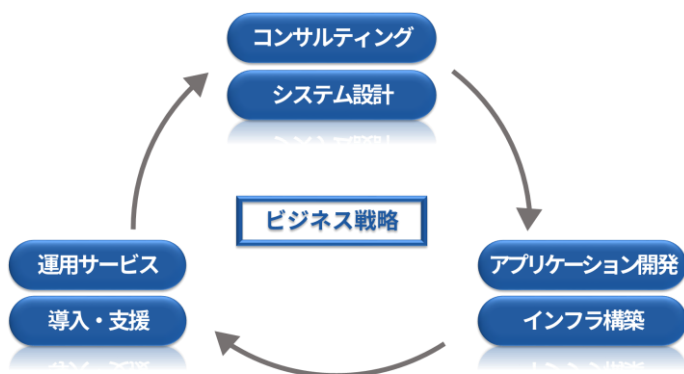 コンサルティング
システム設計
ビジネス戦略
運用サービス
導入・支援
アプリケーション開発
インフラ構築